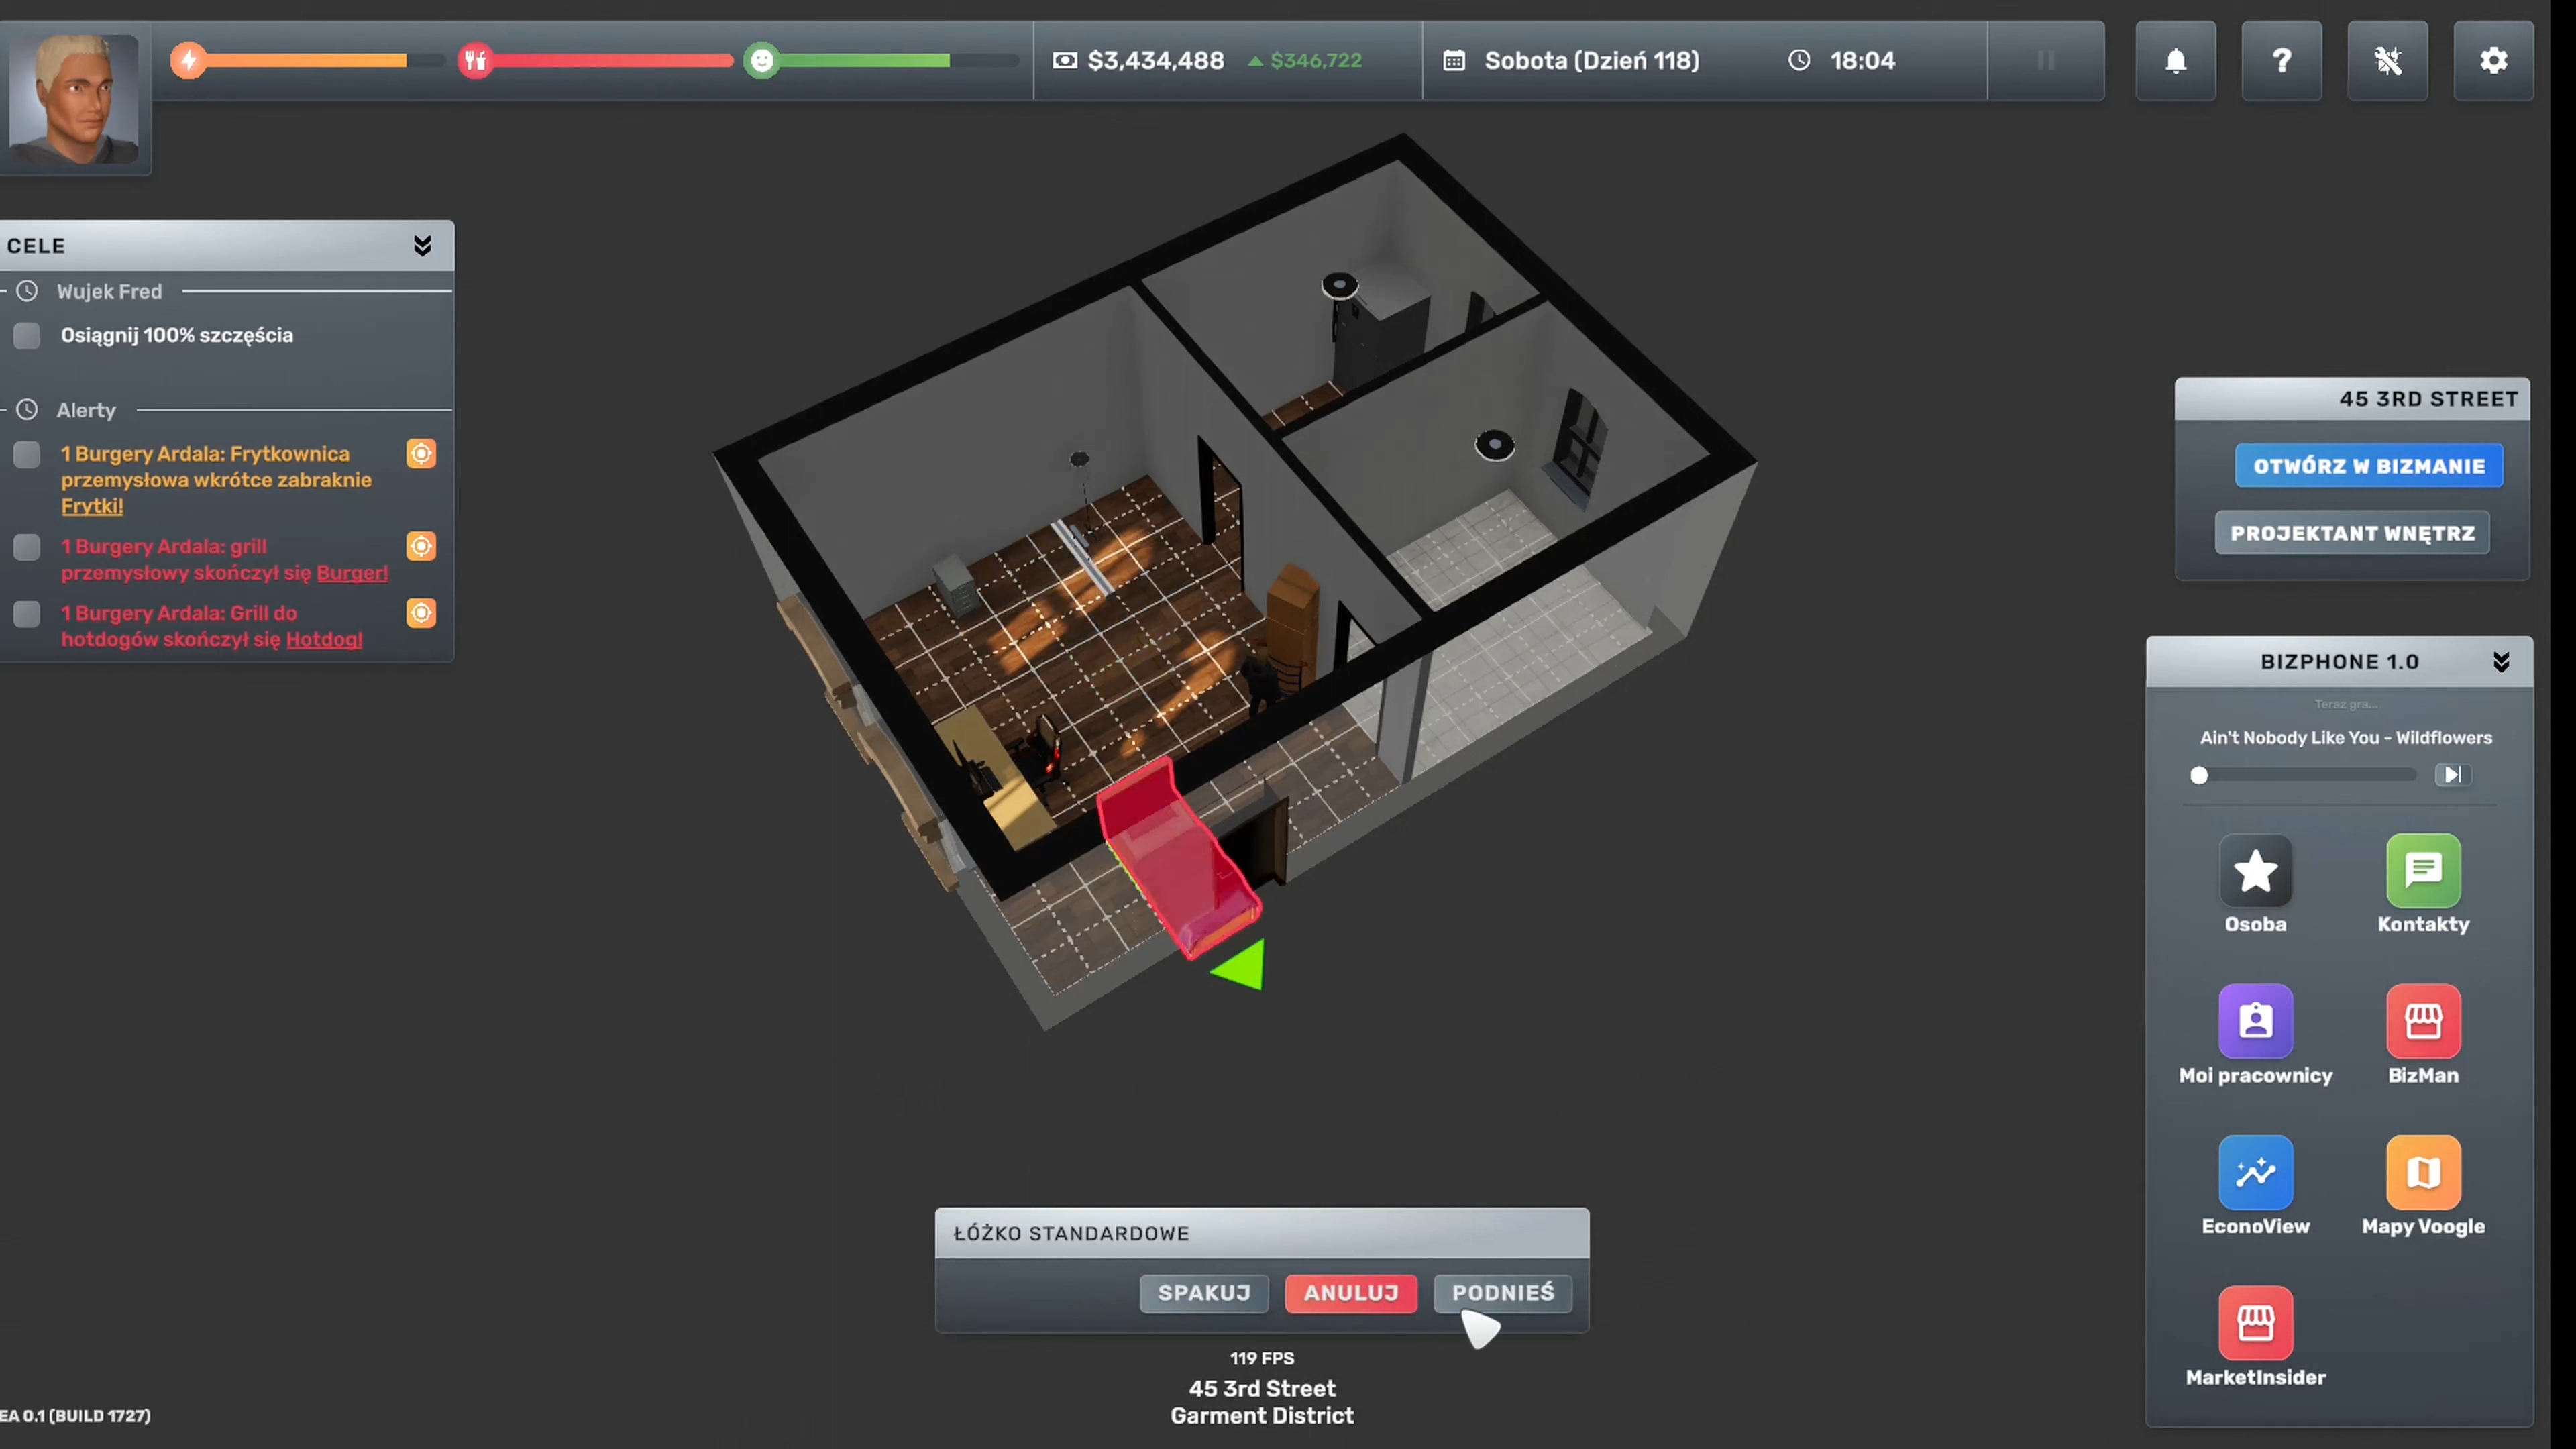 $3,434,488
$346,722
Sobota (Dzień 118)
18:04
?
CELE
Wujek Fred
Osiągnij 100% szczęścia
Alerty
1 Burgery Ardala: Frytkownica
przemysłowa wkrótce zabraknie
Frytki!
1 Burgery Ardala: grill
przemysłowy skończył się Burger!
1 Burgery Ardala: Grill do
hotdogów skończył się Hotdog!
45 3RD STREET
OTWÓRZ W BIZMANIE
PROJEKTANT WNĘTRZ
BIZPHONE 1.0
Teraz gra...
Ain't Nobody Like You - Wildflowers
Osoba
Kontakty
Moi pracownicy
BizMan
EconoView
Mapy Voogle
MarketInsider
ŁÓŻKO STANDARDOWE
SPAKUJ
ANULUJ
PODNIEŚ
119 FPS
45 3rd Street
Garment District
EA 0.1 (BUILD 1727)